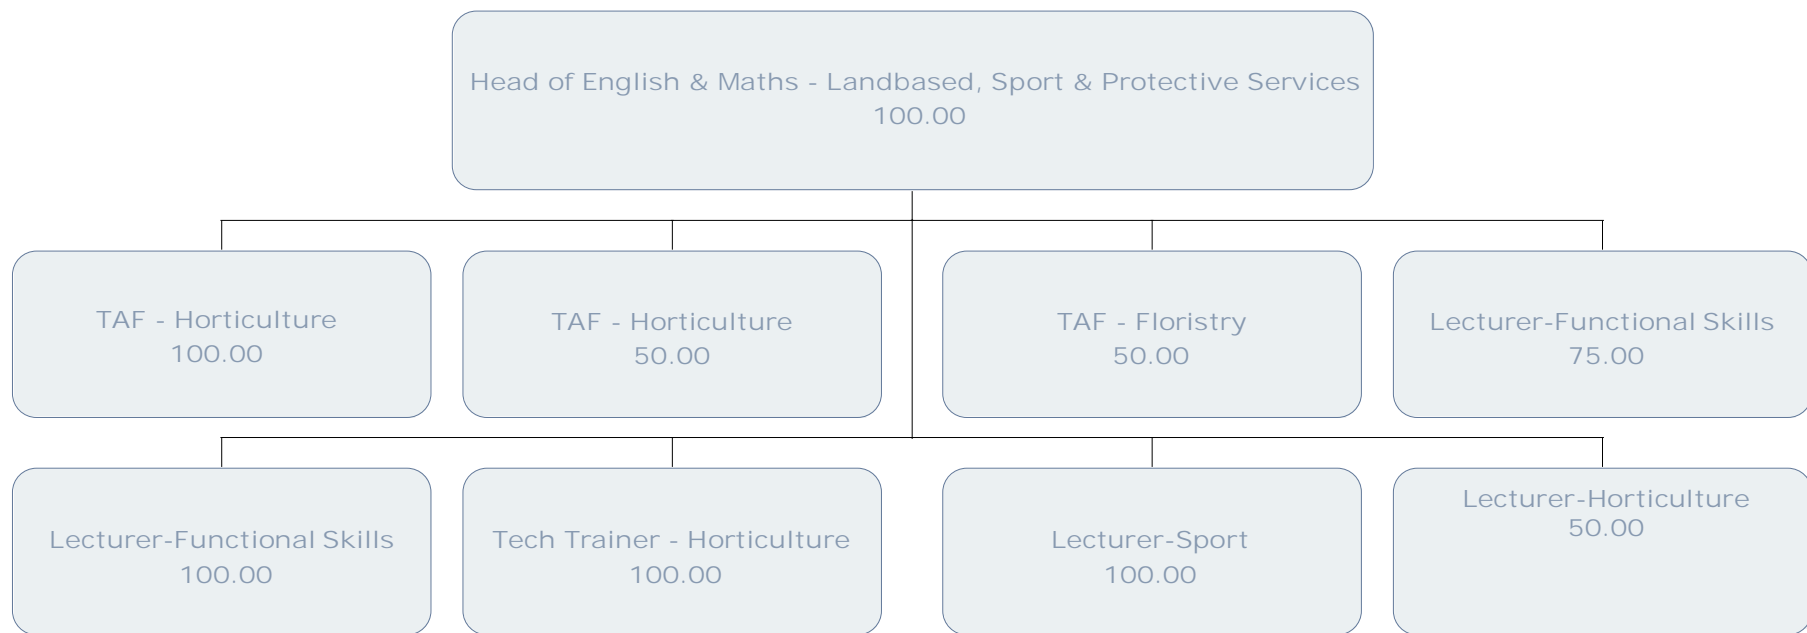 Head of English & Maths - Landbased, Sport & Protective Services
100.00
TAF - Horticulture
100.00
TAF - Horticulture
50.00
TAF - Floristry
50.00
Lecturer-Functional Skills
75.00
Lecturer-Functional Skills
100.00
Tech Trainer - Horticulture
100.00
Lecturer-Sport
100.00
Lecturer-Horticulture
50.00